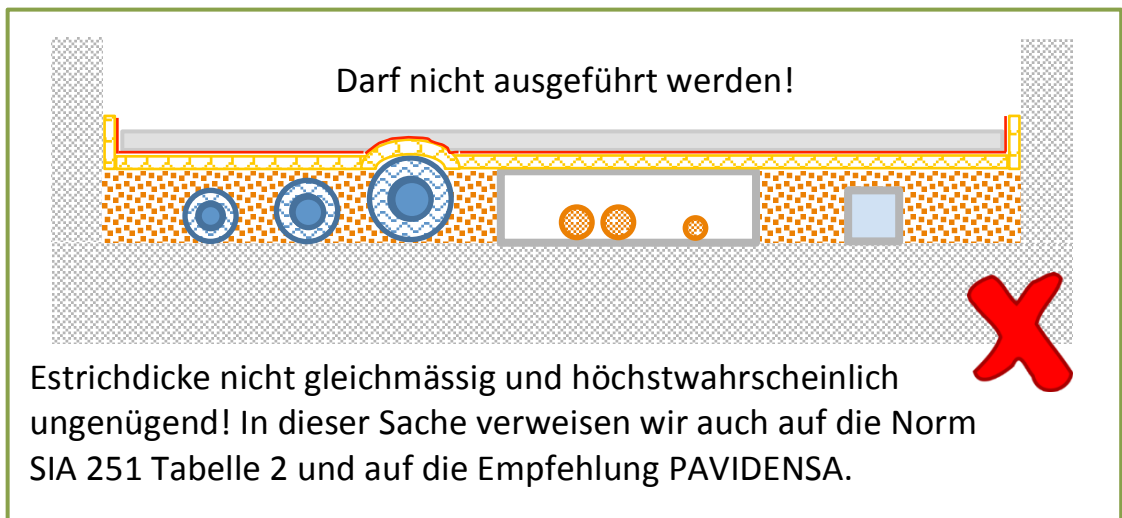 Darf nicht ausgeführt werden!
Estrichdicke nicht gleichmässig und höchstwahrscheinlich
ungenügend! In dieser Sache verweisen wir auch auf die Norm
SIA 251 Tabelle 2 und auf die Empfehlung PAVIDENSA.